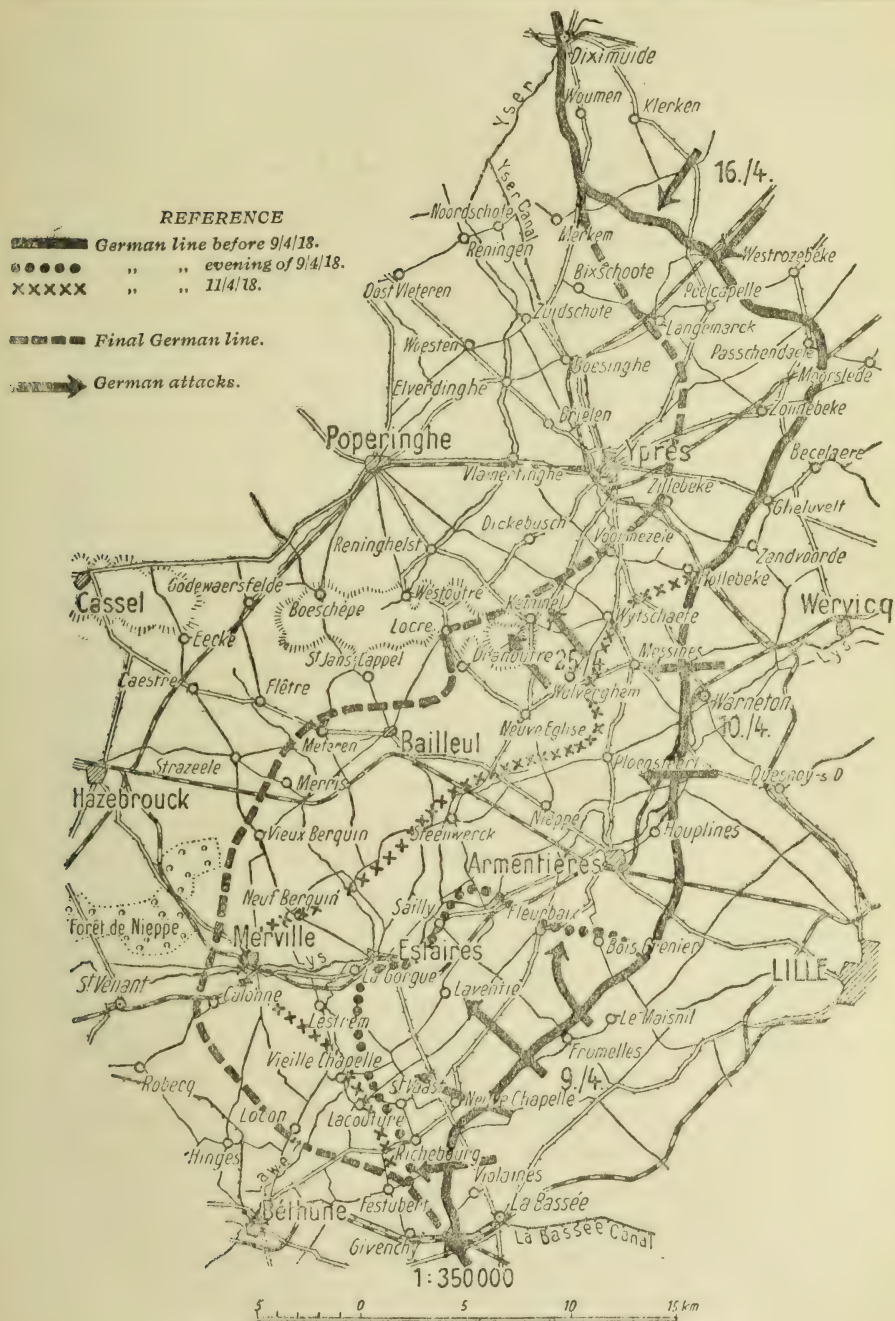 REFERENCE
German line before 9/4/18.
„ „ evening of 9/4/18.
„ „ 11/4/18.
Final German line.
German attacks.
Diximuide
Woumen
Klerken
Yser
Yser Canal
16./4.
Noordschote
Merkem
Reningen
Westrozebeke
Bixschoote
Oost Vleteren
Poelcapelle
Zuidschote
Langemarck
Woesten
Passchendaele
Boesinghe
Moorslede
Elverdinghe
Zonnebeke
Brielen
Poperinghe
Ypres
Vlamertinghe
Becelaere
Zillebeke
Gheluvelt
Dickebusch
Reninghelst
Voormezele
Zandvoorde
Hollebeke
Cassel
Godewaersfelde
Boeschêpe
Westoutre
Kemmel
Wytschaete
Wervicq
Locre
Eecke
St Jans Cappel
Dranoutre
25./4.
Messines
Lys
Caestre
Flêtre
Wulverghem
Warneton
Neuve Eglise
10./4.
Meteren
Bailleul
Strazeele
Ploegsteert
Merris
Quesnoy-s D
Hazebrouck
Nieppe
Vieux Berquin
Steenwerck
Houplines
Armentières
Neuf Berquin
Sailly
Fleurbaix
Forêt de Nieppe
Merville
Lys
Estaires
Bois Grenier
St Venant
La Gorgue
LILLE
Calonne
Laventie
Lestrem
Le Maisnil
Frumelles
Vieille Chapelle
9./4.
Robecq
St Vaast
Neuve Chapelle
Locon
Lacouture
Hinges
Lawe
Richebourg
Violaines
Festubert
Béthune
La Bassée
Givenchy
La Bassée Canal
1:350000
5 0 5 10 15 km